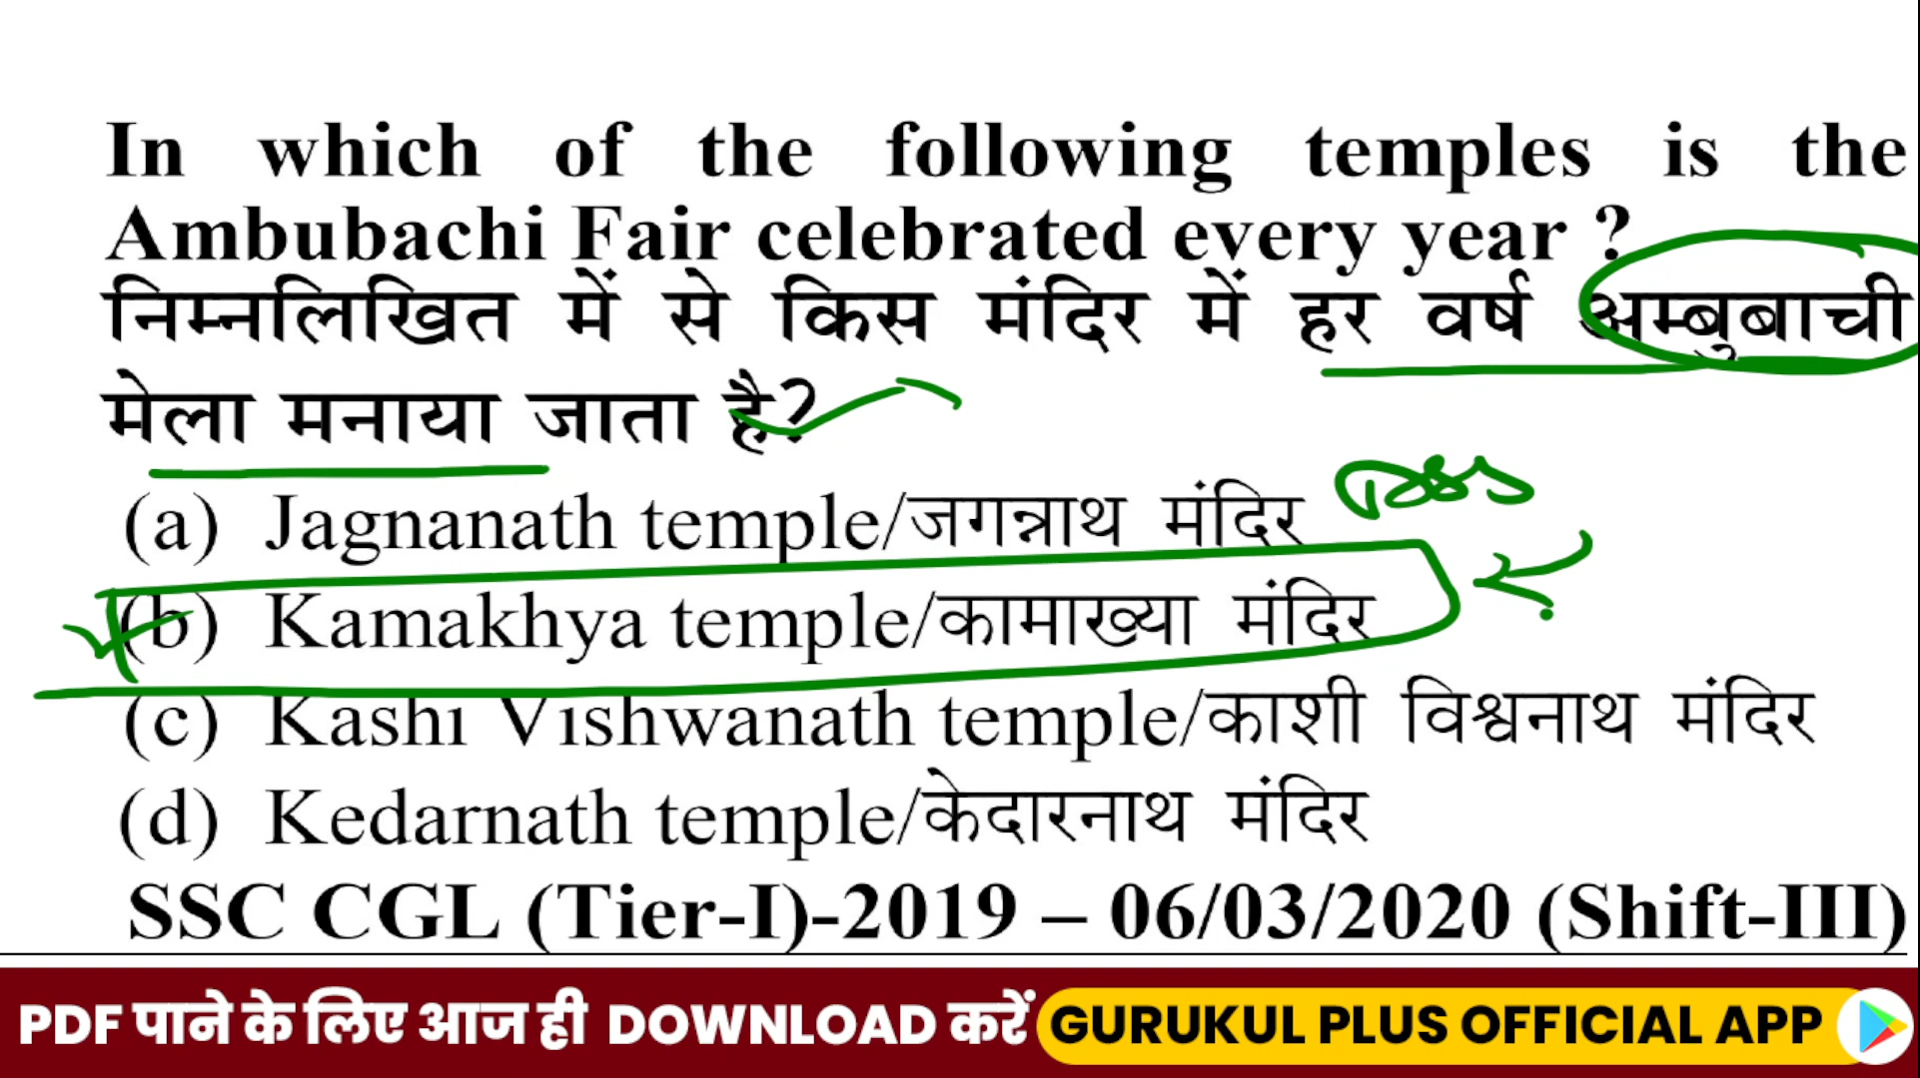 In which of the following temples is the
Ambubachi Fair celebrated every year ?
निम्नलिखित में से किस मंदिर में हर वर्ष अम्बुबाची
मेला मनाया जाता है?
(a) Jagnanath temple/जगन्नाथ मंदिर
(b) Kamakhya temple/कामाख्या मंदिर
(c) Kashi Vishwanath temple/काशी विश्वनाथ मंदिर
(d) Kedarnath temple/केदारनाथ मंदिर
SSC CGL (Tier-I)-2019 – 06/03/2020 (Shift-III)
PDF पाने के लिए आज ही DOWNLOAD करें GURUKUL PLUS OFFICIAL APP